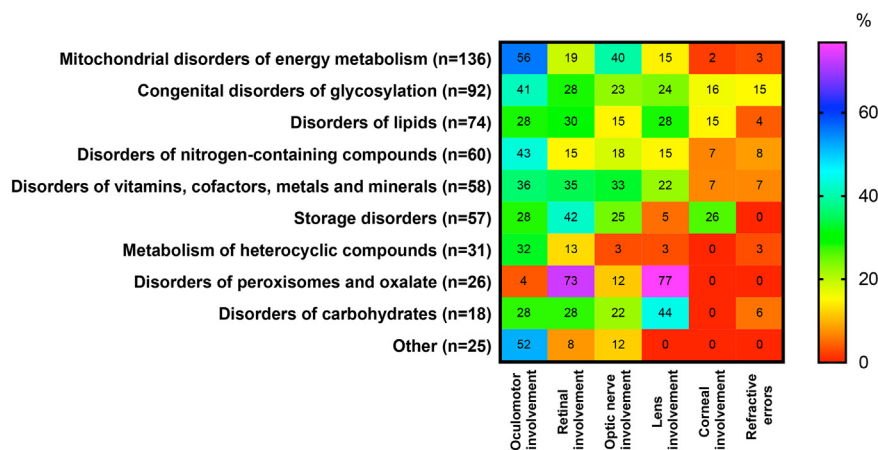 %
Mitochondrial disorders of energy metabolism (n=136) 56 19 40 15 2 3
Congenital disorders of glycosylation (n=92) 41 28 23 24 16 15
Disorders of lipids (n=74) 28 30 15 28 15 4
Disorders of nitrogen-containing compounds (n=60) 43 15 18 15 7 8
Disorders of vitamins, cofactors, metals and minerals (n=58) 36 35 33 22 7 7
Storage disorders (n=57) 28 42 25 5 26 0
Metabolism of heterocyclic compounds (n=31) 32 13 3 3 0 3
Disorders of peroxisomes and oxalate (n=26) 4 73 12 77 0 0
Disorders of carbohydrates (n=18) 28 28 22 44 0 6
Other (n=25) 52 8 12 0 0 0
Oculomotor
involvement
Retinal
involvement
Optic nerve
involvement
Lens
involvement
Corneal
involvement
Refractive
errors
60
40
20
0